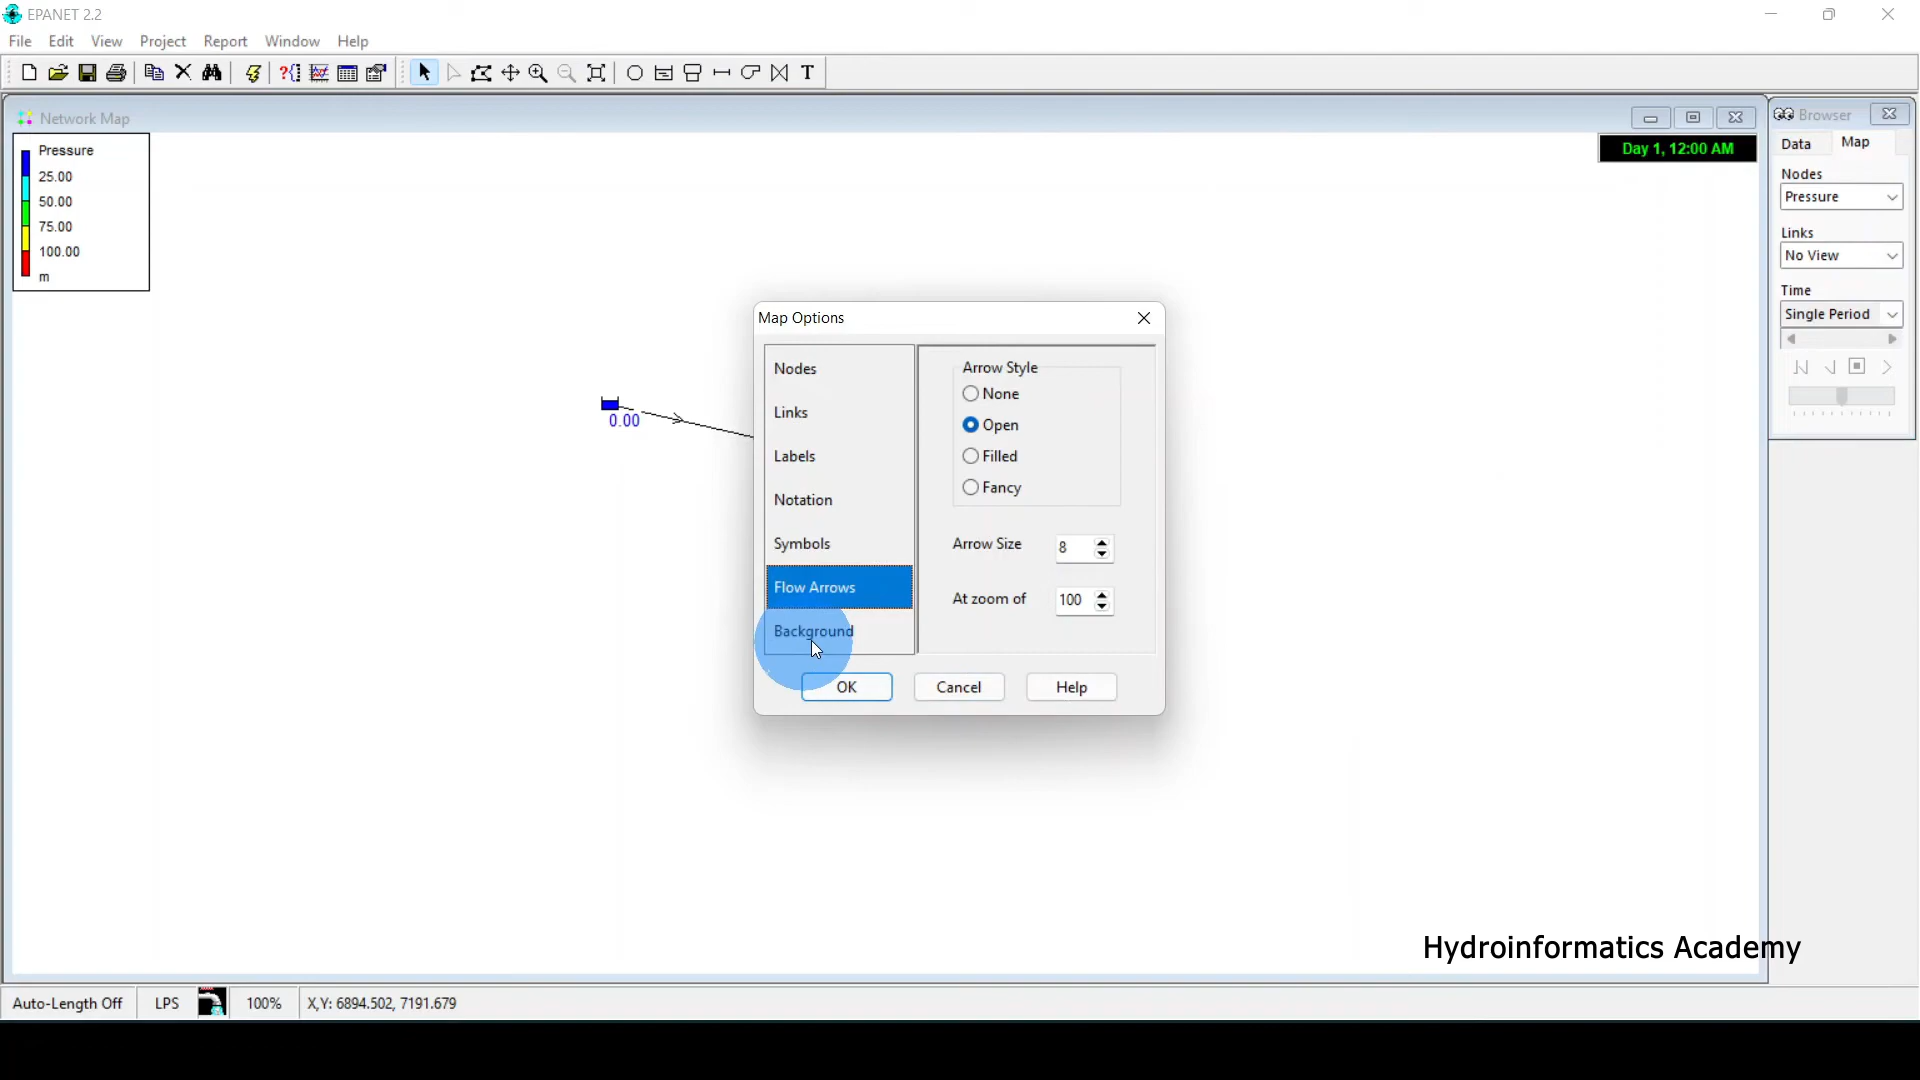 EPANET 2.2
File Edit View Project Report Window Help
T
Network Map
Browser
Pressure
25.00
50.00
75.00
100.00
m
Day 1, 12:00 AM
Data Map
Nodes
Pressure
Links
No View
Time
Single Period
0.00
Map Options
Nodes
Links
Labels
Notation
Symbols
Flow Arrows
Background
Arrow Style
None
Open
Filled
Fancy
Arrow Size 8
At zoom of 100
OK Cancel Help
Hydroinformatics Academy
Auto-Length Off LPS 100% X,Y: 6894.502, 7191.679